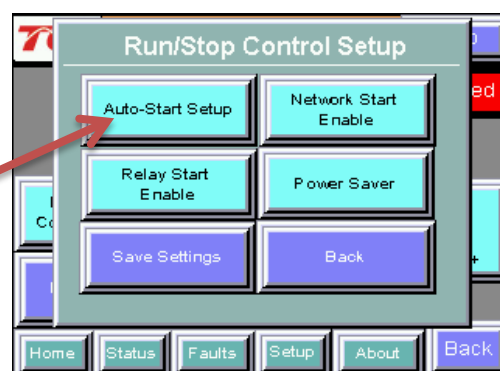 Run/Stop Control Setup
Auto-Start Setup
Network Start
Enable
ed
Relay Start
Enable
Power Saver
Save Settings
Back
+
Home
Status
Faults
Setup
About
Back